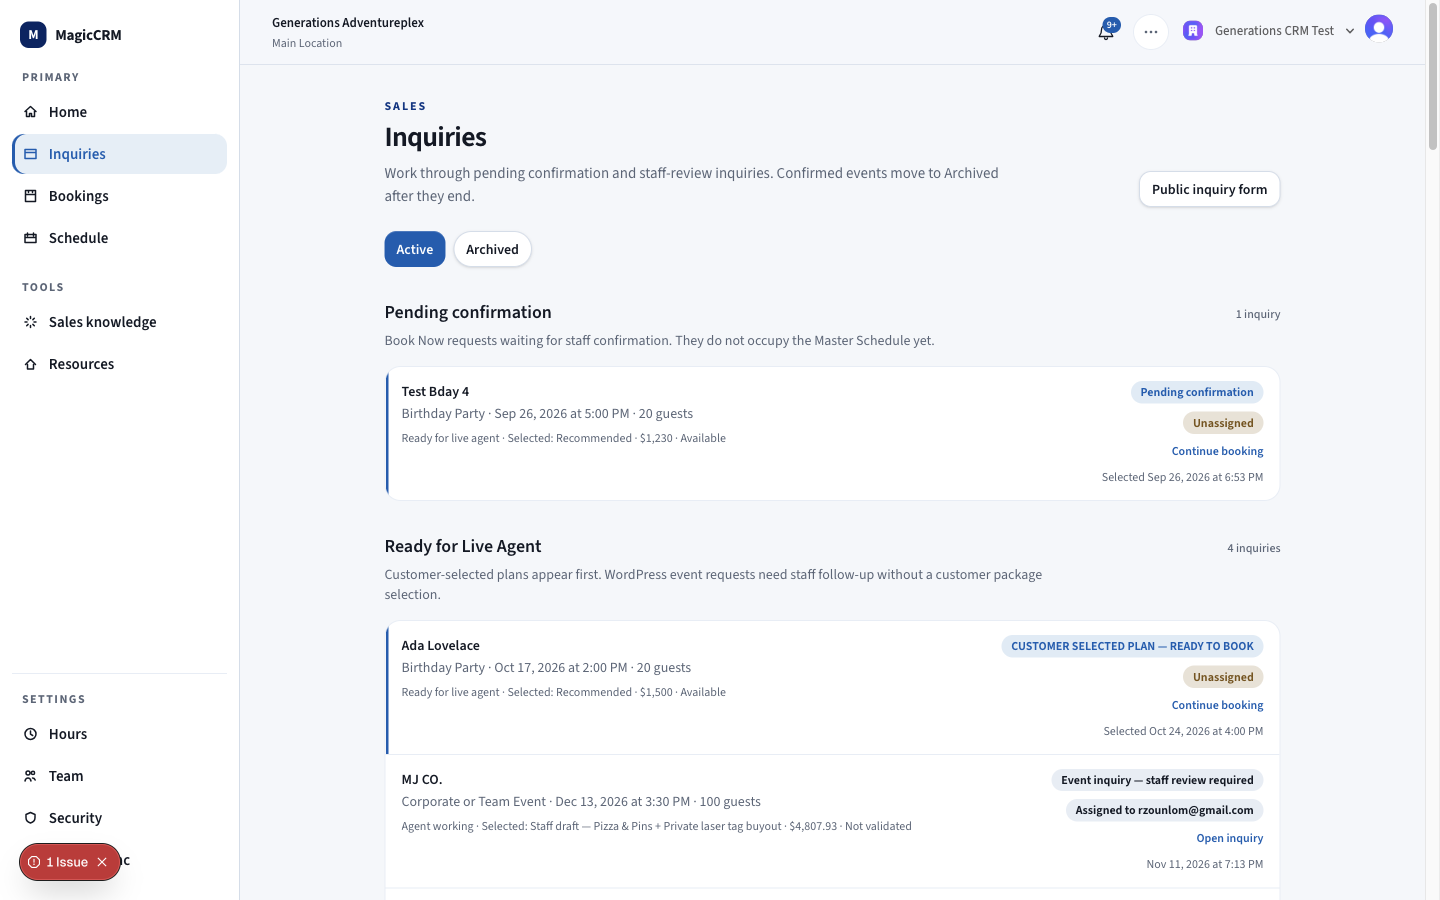 M MagicCRM
PRIMARY
Home
Inquiries
Bookings
Schedule
TOOLS
Sales knowledge
Resources
SETTINGS
Hours
Team
Security
1 Issue
Generations Adventureplex
Main Location
9+
Generations CRM Test
SALES
Inquiries
Work through pending confirmation and staff-review inquiries. Confirmed events move to Archived
after they end.
Public inquiry form
Active
Archived
Pending confirmation
1 inquiry
Book Now requests waiting for staff confirmation. They do not occupy the Master Schedule yet.
Test Bday 4
Birthday Party · Sep 26, 2026 at 5:00 PM · 20 guests
Ready for live agent · Selected: Recommended · $1,230 · Available
Pending confirmation
Unassigned
Continue booking
Selected Sep 26, 2026 at 6:53 PM
Ready for Live Agent
4 inquiries
Customer-selected plans appear first. WordPress event requests need staff follow-up without a customer package
selection.
Ada Lovelace
Birthday Party · Oct 17, 2026 at 2:00 PM · 20 guests
Ready for live agent · Selected: Recommended · $1,500 · Available
CUSTOMER SELECTED PLAN — READY TO BOOK
Unassigned
Continue booking
Selected Oct 24, 2026 at 4:00 PM
MJ CO.
Corporate or Team Event · Dec 13, 2026 at 3:30 PM · 100 guests
Agent working · Selected: Staff draft — Pizza & Pins + Private laser tag buyout · $4,807.93 · Not validated
Event inquiry — staff review required
Assigned to rzounlom@gmail.com
Open inquiry
Nov 11, 2026 at 7:13 PM